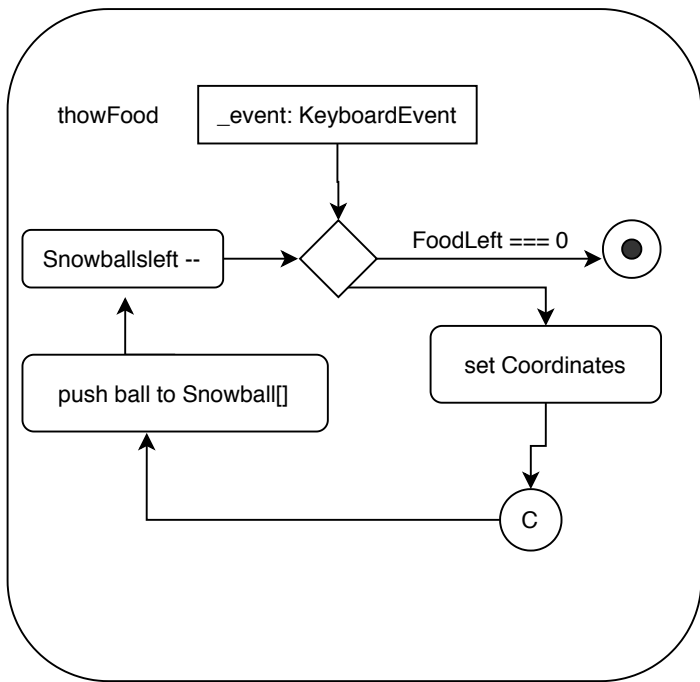 thowFood
_event: KeyboardEvent
Snowballsleft --
FoodLeft === 0
set Coordinates
push ball to Snowball[]
C